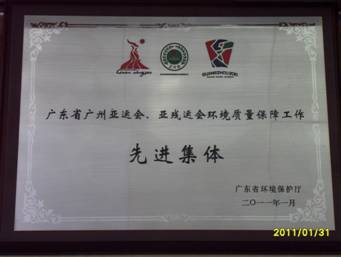 广东省广州亚运会、亚残运会环境质量保障工作
先进集体
广东省环境保护厅
二〇一一年一月
2011/01/31